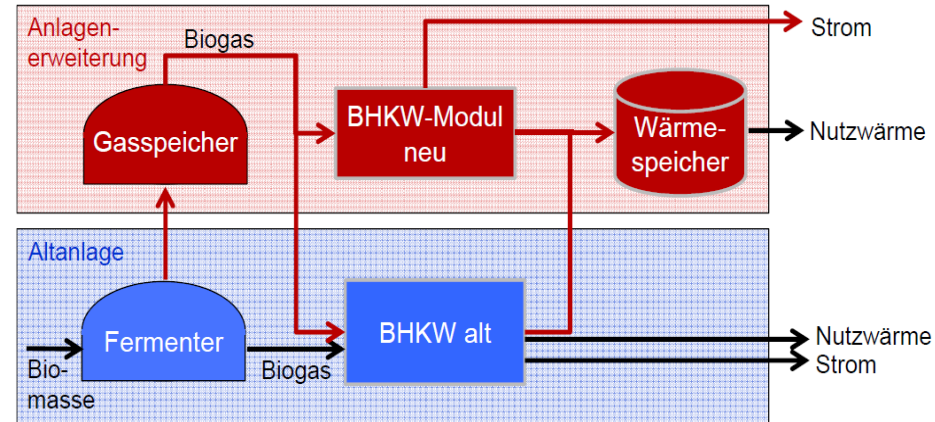 Anlagen-
erweiterung
Biogas
Strom
Gasspeicher
BHKW-Modul
neu
Wärme-
speicher
Nutzwärme
Altanlage
Fermenter
BHKW alt
Bio-
masse
Biogas
Nutzwärme
Strom